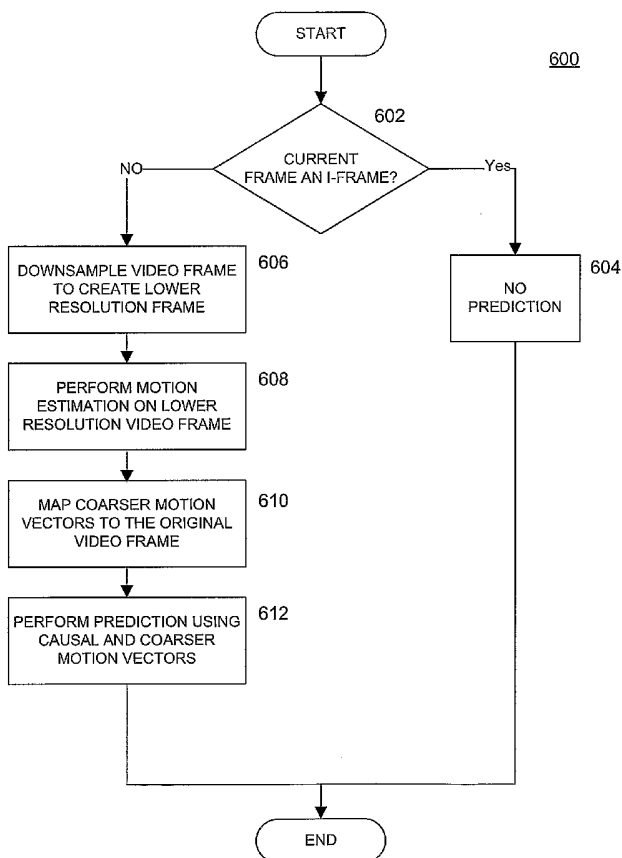 START
600
602
CURRENT
FRAME AN I-FRAME?
NO
Yes
DOWNSAMPLE VIDEO FRAME
TO CREATE LOWER
RESOLUTION FRAME
606
NO
PREDICTION
604
PERFORM MOTION
ESTIMATION ON LOWER
RESOLUTION VIDEO FRAME
608
MAP COARSER MOTION
VECTORS TO THE ORIGINAL
VIDEO FRAME
610
PERFORM PREDICTION USING
CAUSAL AND COARSER
MOTION VECTORS
612
END